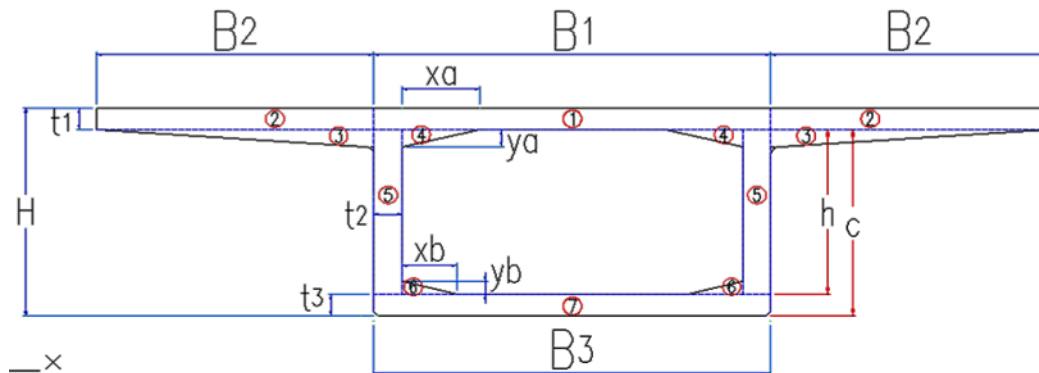 B2 B1 B2
xa
t1 ② ① ②
③ ④ ④ ③
ya
H ⑤ ⑤ h c
t2
xb
yb
⑥ ⑥
t3 ⑦
B3
x